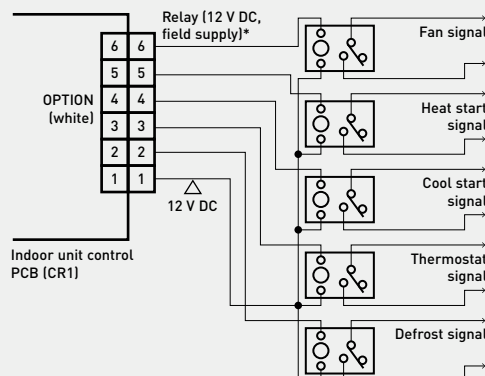 Relay (12 V DC,
field supply)*
Fan signal
6 6
5 5
OPTION
(white)
4 4
3 3
2 2
1 1
12 V DC
Heat start
signal
Cool start
signal
Indoor unit control
PCB (CR1)
Thermostat
signal
Defrost signal